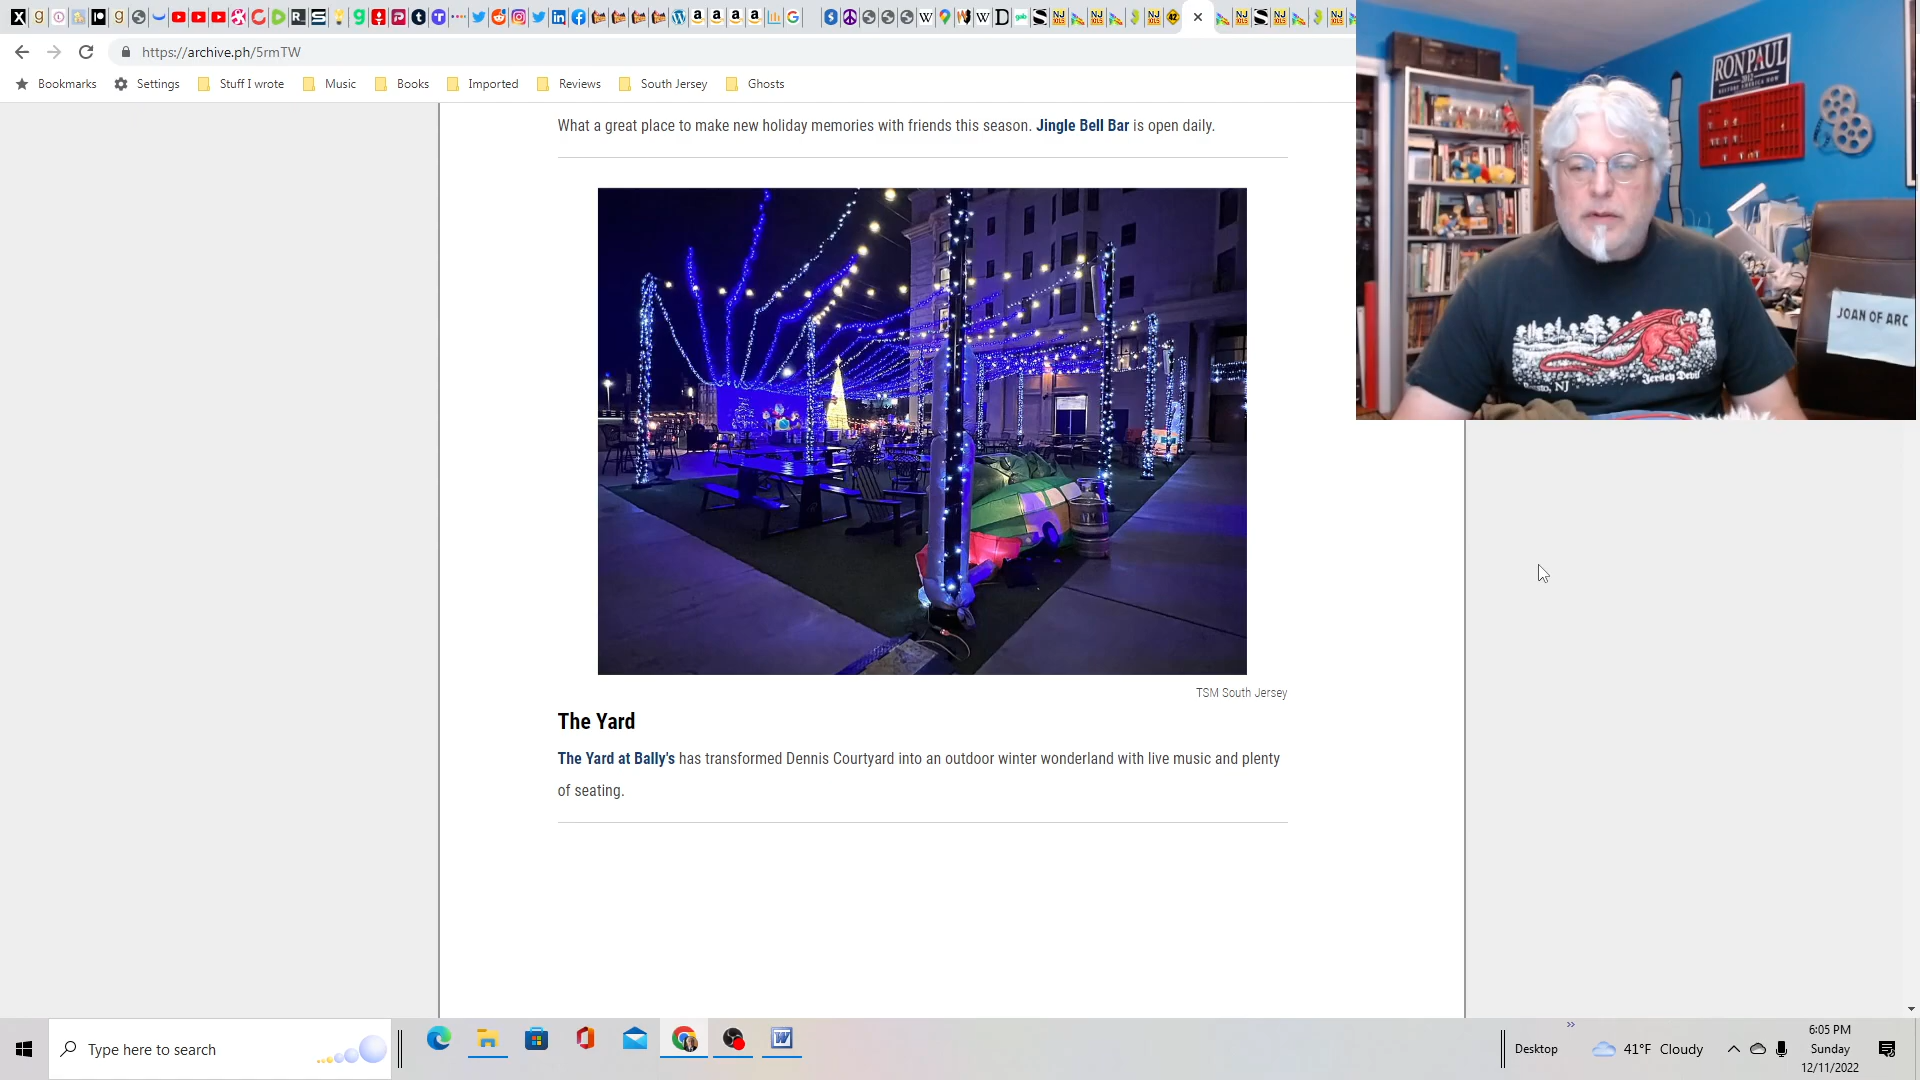 https://archive.ph/5rmTW
Bookmarks Settings Stuff I wrote Music Books Imported Reviews South Jersey Ghosts
What a great place to make new holiday memories with friends this season. Jingle Bell Bar is open daily.
TSM South Jersey
The Yard
The Yard at Bally's has transformed Dennis Courtyard into an outdoor winter wonderland with live music and plenty
of seating.
RON PAUL
2012
RESTORE AMERICA NOW
JOAN OF ARC
NJ
Jersey Devil
Type here to search
Desktop
41°F Cloudy
6:05 PM
Sunday
12/11/2022